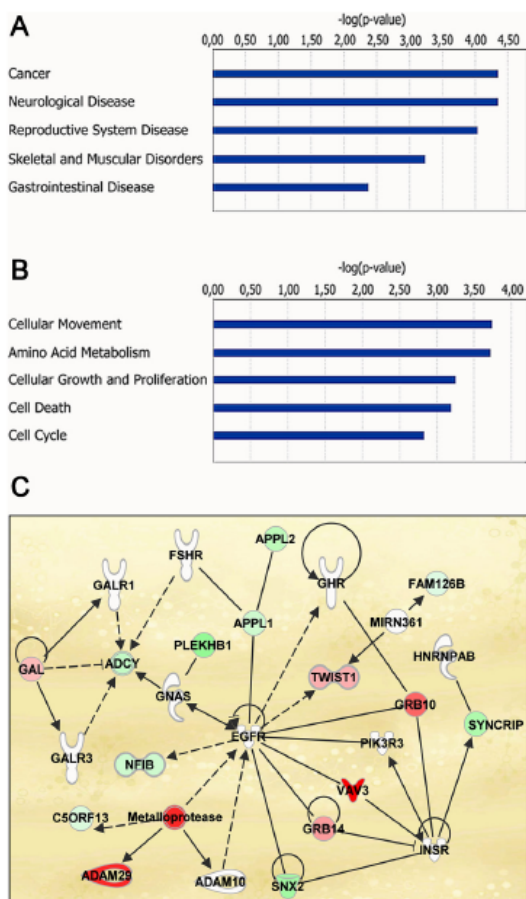 A
-log(p-value)
0,00 0,50 1,00 1,50 2,00 2,50 3,00 3,50 4,00 4,50
Cancer
Neurological Disease
Reproductive System Disease
Skeletal and Muscular Disorders
Gastrointestinal Disease
B
-log(p-value)
0,00 0,50 1,00 1,50 2,00 2,50 3,00 3,50 4,00
Cellular Movement
Amino Acid Metabolism
Cellular Growth and Proliferation
Cell Death
Cell Cycle
C
APPL2
FSHR
GALR1
GHR
FAM126B
APPL1
MIRN361
PLEKHB1
HNRNPAB
GAL
ADCY
TWIST1
GNAS
GRB10
SYNCRIP
EGFR
PIK3R3
GALR3
NFIB
VAV3
C5ORF13
Metalloprotease
GRB14
INSR
ADAM29
ADAM10
SNX2